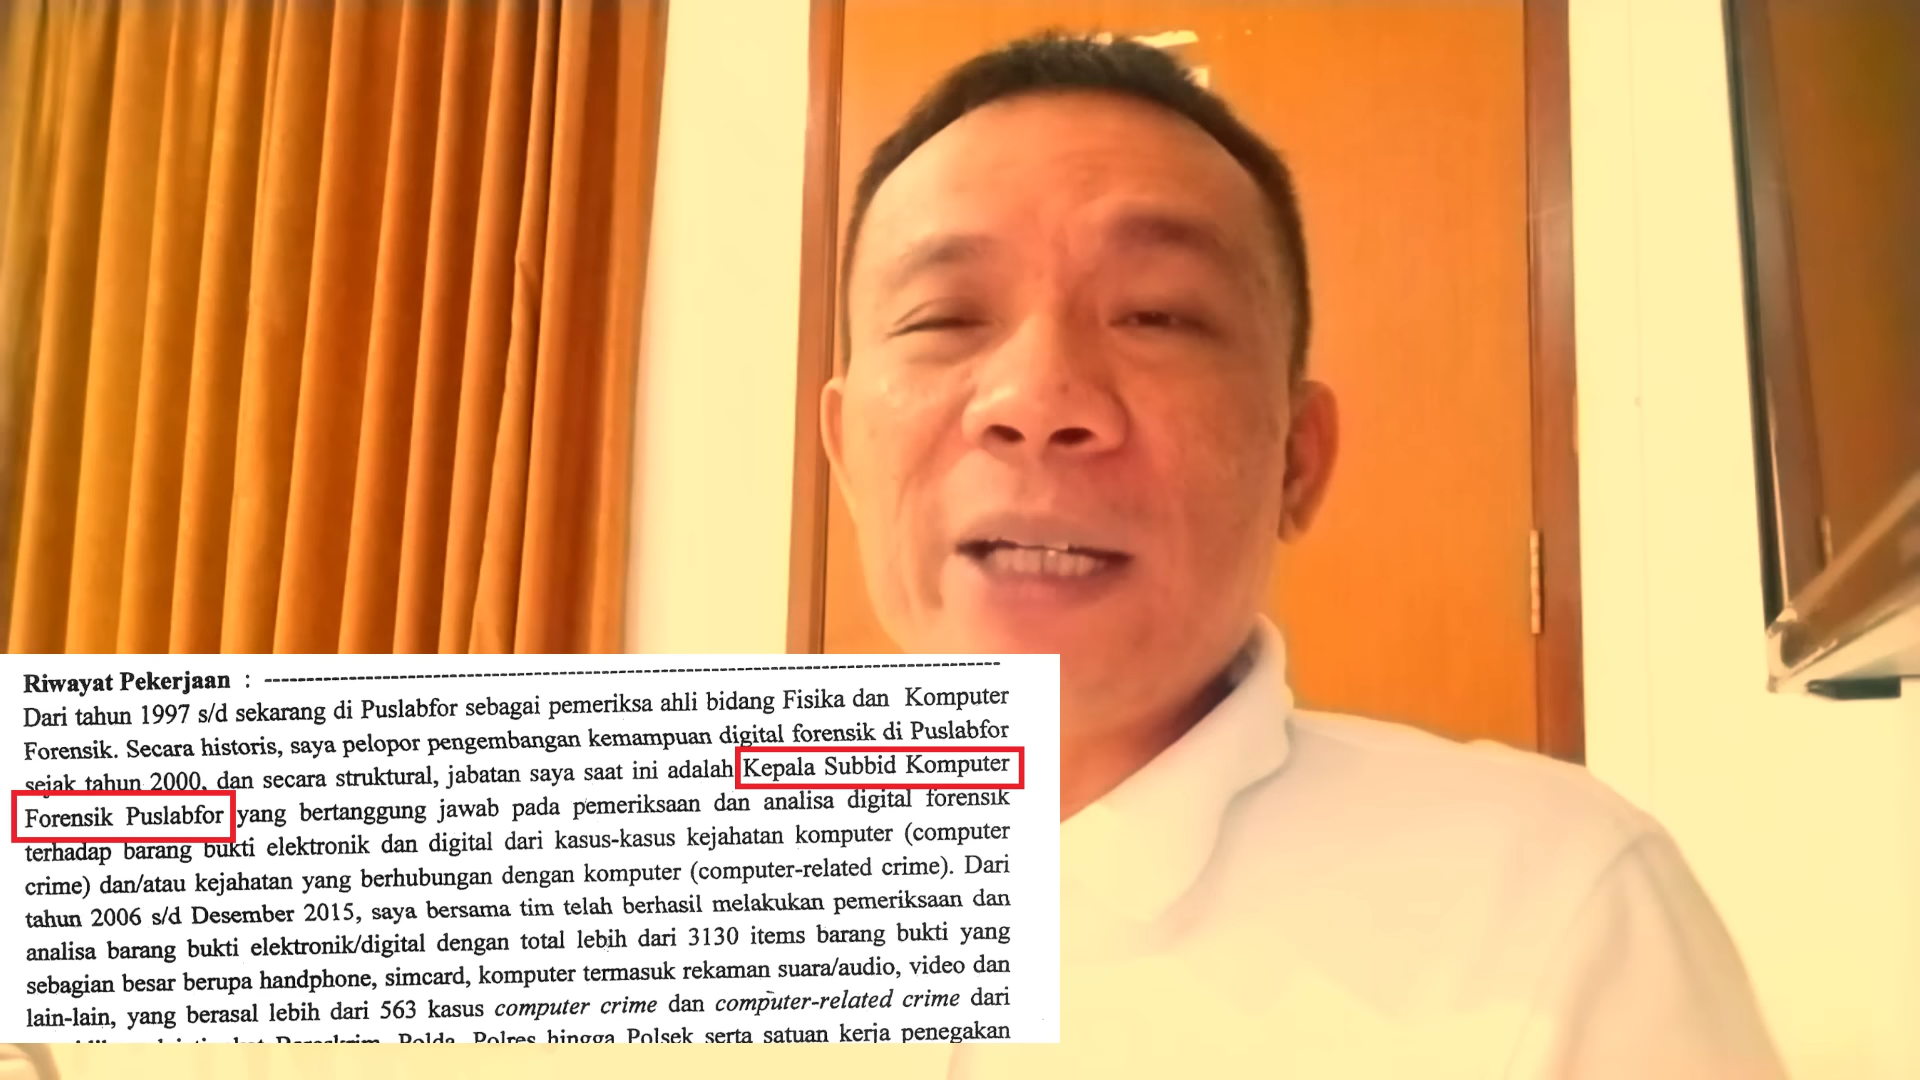 Riwayat Pekerjaan : --------------------------------------------------------------------------------
Dari tahun 1997 s/d sekarang di Puslabfor sebagai pemeriksa ahli bidang Fisika dan Komputer
Forensik. Secara historis, saya pelopor pengembangan kemampuan digital forensik di Puslabfor
sejak tahun 2000, dan secara struktural, jabatan saya saat ini adalah Kepala Subbid Komputer
Forensik Puslabfor yang bertanggung jawab pada pemeriksaan dan analisa digital forensik
terhadap barang bukti elektronik dan digital dari kasus-kasus kejahatan komputer (computer
crime) dan/atau kejahatan yang berhubungan dengan komputer (computer-related crime). Dari
tahun 2006 s/d Desember 2015, saya bersama tim telah berhasil melakukan pemeriksaan dan
analisa barang bukti elektronik/digital dengan total lebih dari 3130 items barang bukti yang
sebagian besar berupa handphone, simcard, komputer termasuk rekaman suara/audio, video dan
lain-lain, yang berasal lebih dari 563 kasus computer crime dan computer-related crime dari
Polda, Polres hingga Polsek serta satuan kerja penegakan